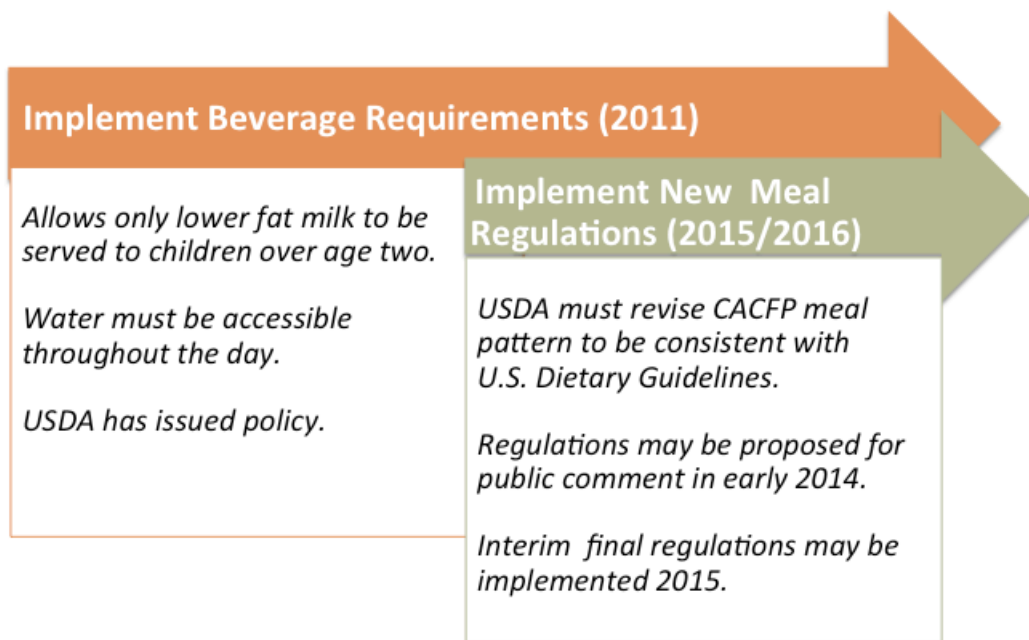 Implement Beverage Requirements (2011)
Allows only lower fat milk to be
served to children over age two.
Water must be accessible
throughout the day.
USDA has issued policy.
Implement New  Meal
Regulations (2015/2016)
USDA must revise CACFP meal
pattern to be consistent with
U.S. Dietary Guidelines.
Regulations may be proposed for
public comment in early 2014.
Interim  final regulations may be
implemented 2015.